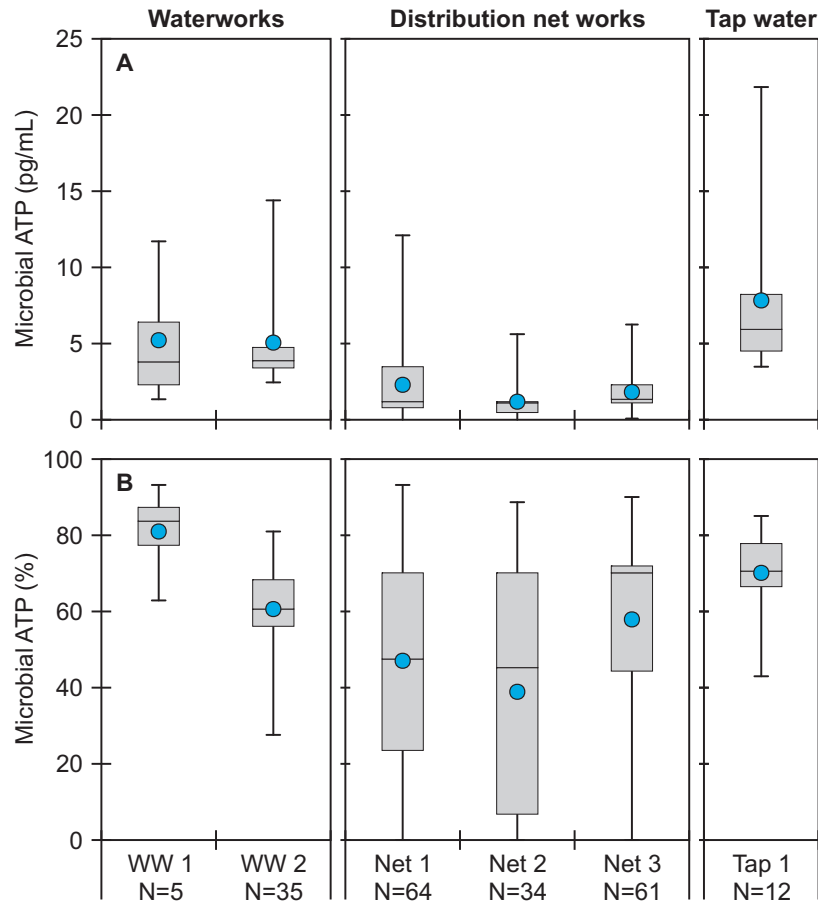 Waterworks Distribution net works Tap water
A
Microbial ATP (pg/mL)
25
20
15
10
5
0
B
Microbial ATP (%)
100
80
60
40
20
0
WW 1 WW 2 Net 1 Net 2 Net 3 Tap 1
N=5 N=35 N=64 N=34 N=61 N=12